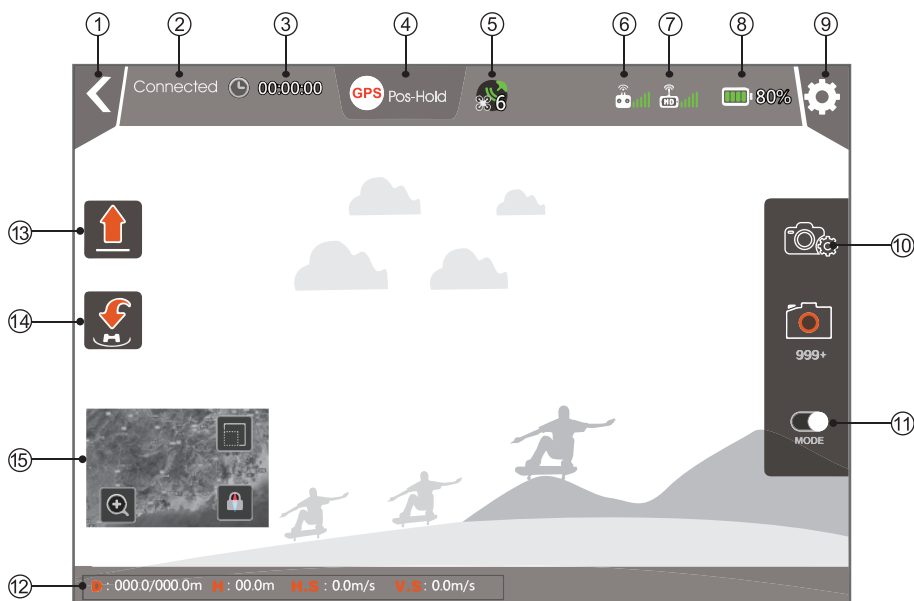 1 2 3 4 5 6 7 8 9
Connected 00:00:00 GPS Pos-Hold 6 HD 80%
13
10
14
999+
MODE
11
15
12
D : 000.0/000.0m H : 00.0m H.S : 0.0m/s V.S : 0.0m/s